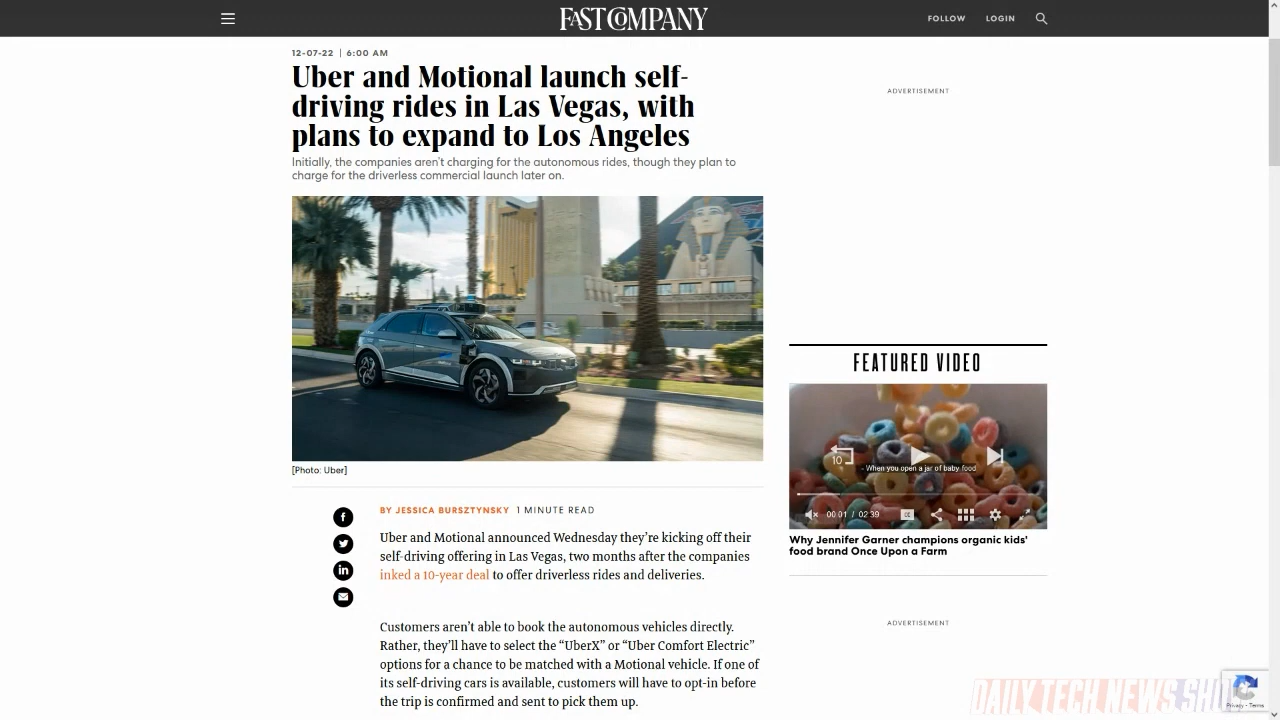 FAST COMPANY
FOLLOW
LOGIN
12-07-22 | 6:00 AM
Uber and Motional launch self-
driving rides in Las Vegas, with
plans to expand to Los Angeles
Initially, the companies aren't charging for the autonomous rides, though they plan to
charge for the driverless commercial launch later on.
[Photo: Uber]
BY JESSICA BURSZTYNSKY 1 MINUTE READ
Uber and Motional announced Wednesday they're kicking off their
self-driving offering in Las Vegas, two months after the companies
inked a 10-year deal to offer driverless rides and deliveries.
Customers aren't able to book the autonomous vehicles directly.
Rather, they'll have to select the “UberX” or “Uber Comfort Electric”
options for a chance to be matched with a Motional vehicle. If one of
its self-driving cars is available, customers will have to opt-in before
the trip is confirmed and sent to pick them up.
ADVERTISEMENT
FEATURED VIDEO
10
- When you open a jar of baby food
00:01 / 02:39
CC
Why Jennifer Garner champions organic kids'
food brand Once Upon a Farm
ADVERTISEMENT
DAILY TECH NEWS SHOW
Privacy - Terms